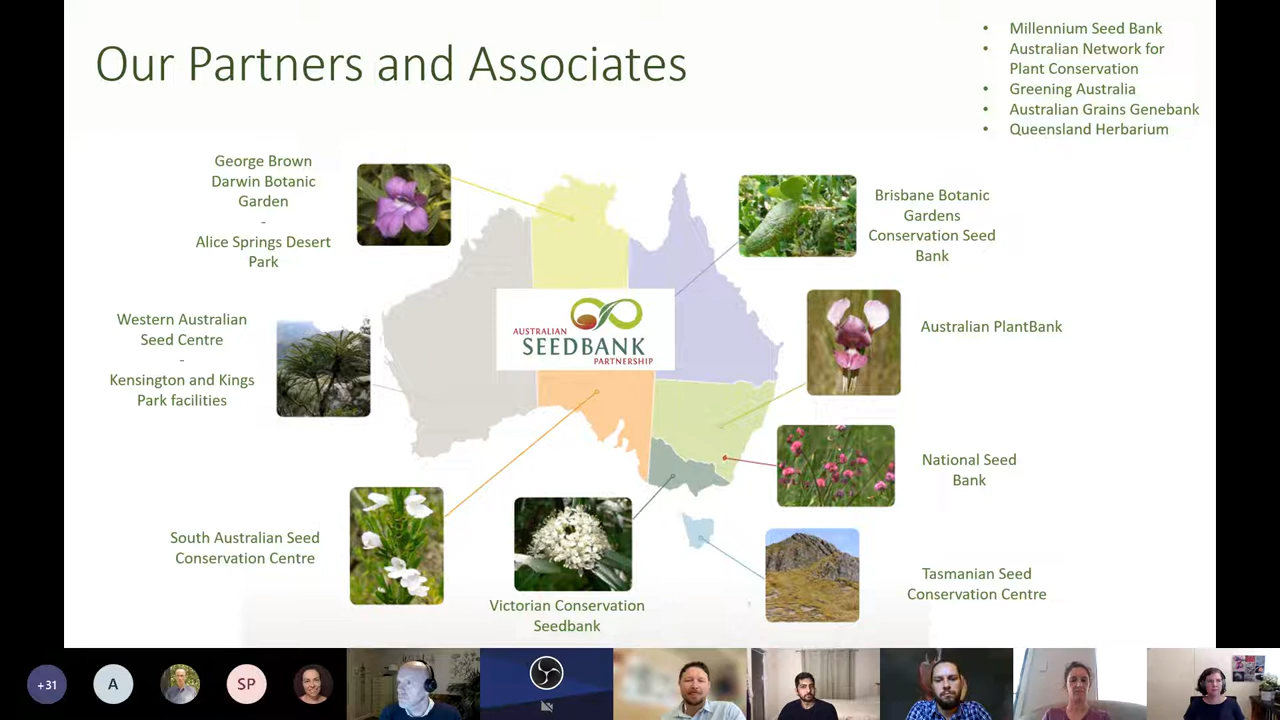 Our Partners and Associates
• Millennium Seed Bank
• Australian Network for
Plant Conservation
• Greening Australia
• Australian Grains Genebank
• Queensland Herbarium
George Brown
Darwin Botanic
Garden
-
Alice Springs Desert
Park
Brisbane Botanic
Gardens
Conservation Seed
Bank
Western Australian
Seed Centre
-
Kensington and Kings
Park facilities
AUSTRALIAN
SEEDBANK
PARTNERSHIP
Australian PlantBank
National Seed
Bank
South Australian Seed
Conservation Centre
Victorian Conservation
Seedbank
Tasmanian Seed
Conservation Centre
+31
A
SP